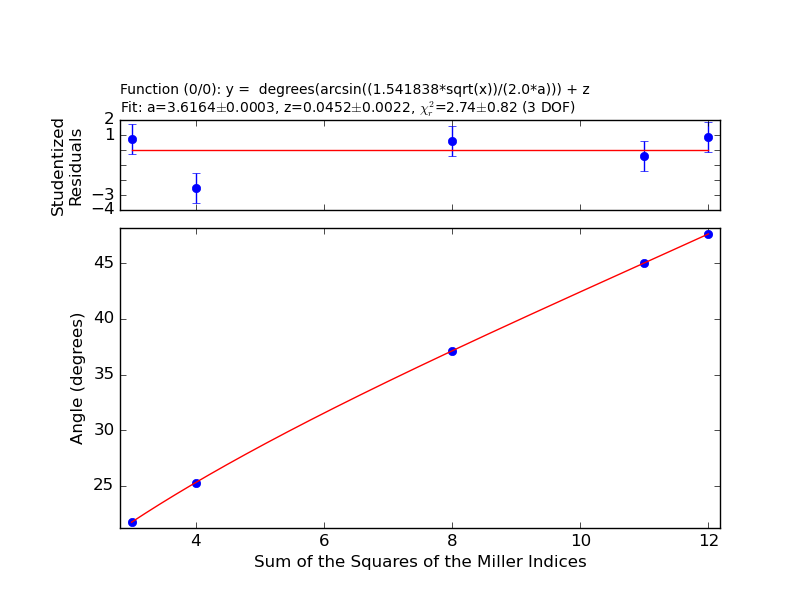 Function (0/0): y =  degrees(arcsin((1.541838*sqrt(x))/(2.0*a))) + z
Fit: a=3.6164±0.0003, z=0.0452±0.0022, χ²ᵣ=2.74±0.82 (3 DOF)
Studentized
Residuals
2
1
−3
−4
Angle (degrees)
45
40
35
30
25
4 6 8 10 12
Sum of the Squares of the Miller Indices